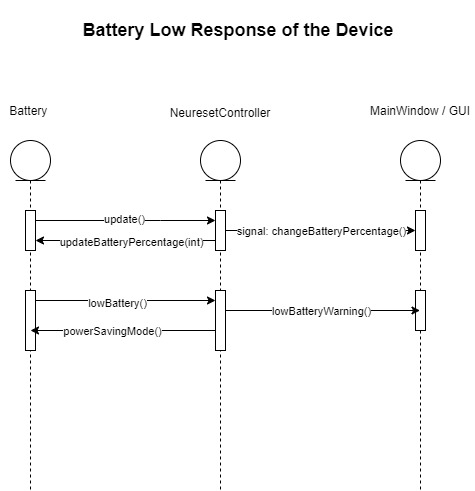 Battery Low Response of the Device
Battery
NeuresetController
MainWindow / GUI
update()
updateBatteryPercentage(int)
signal: changeBatteryPercentage()
lowBattery()
lowBatteryWarning()
powerSavingMode()